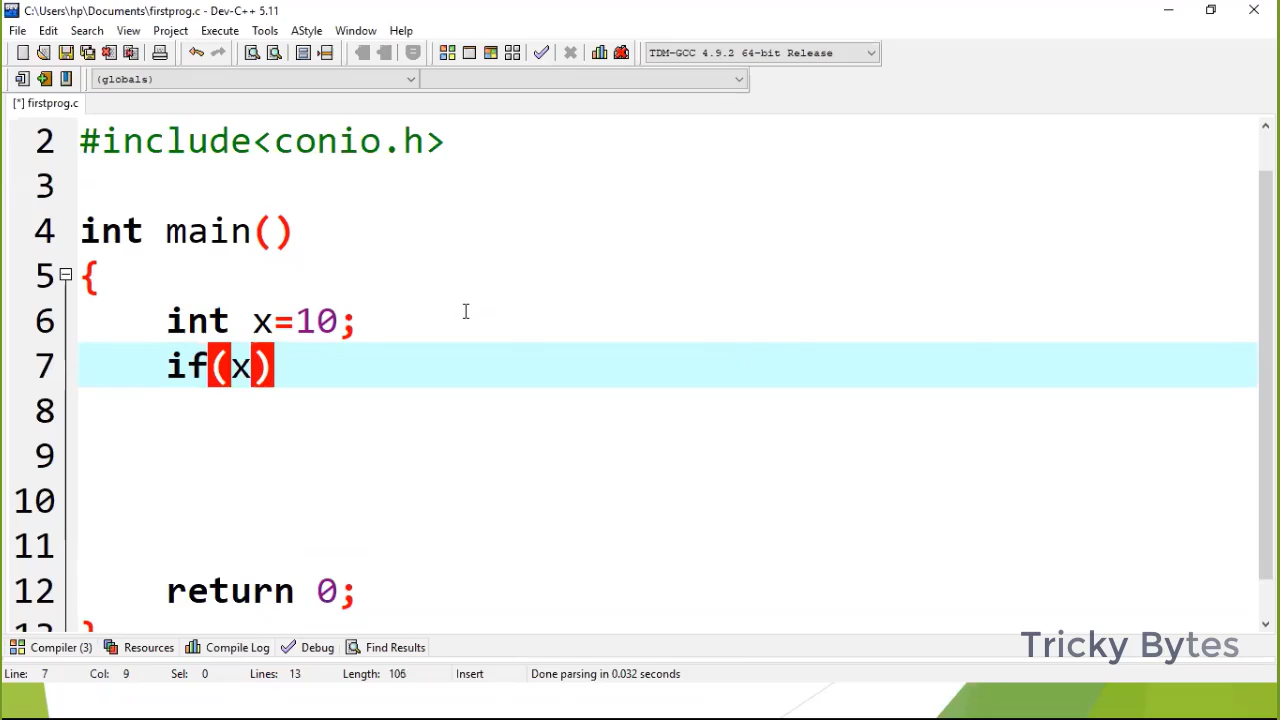 C:\Users\hp\Documents\firstprog.c - Dev-C++ 5.11
File Edit Search View Project Execute Tools AStyle Window Help
TDM-GCC 4.9.2 64-bit Release
(globals)
[*] firstprog.c
2 #include<conio.h>
3
4 int main()
5 {
6 int x=10;
7 if(x)
8
9
10
11
12 return 0;
13 }
Tricky Bytes
Compiler (3) Resources Compile Log Debug Find Results
Line: 7 Col: 9 Sel: 0 Lines: 13 Length: 106 Insert Done parsing in 0.032 seconds